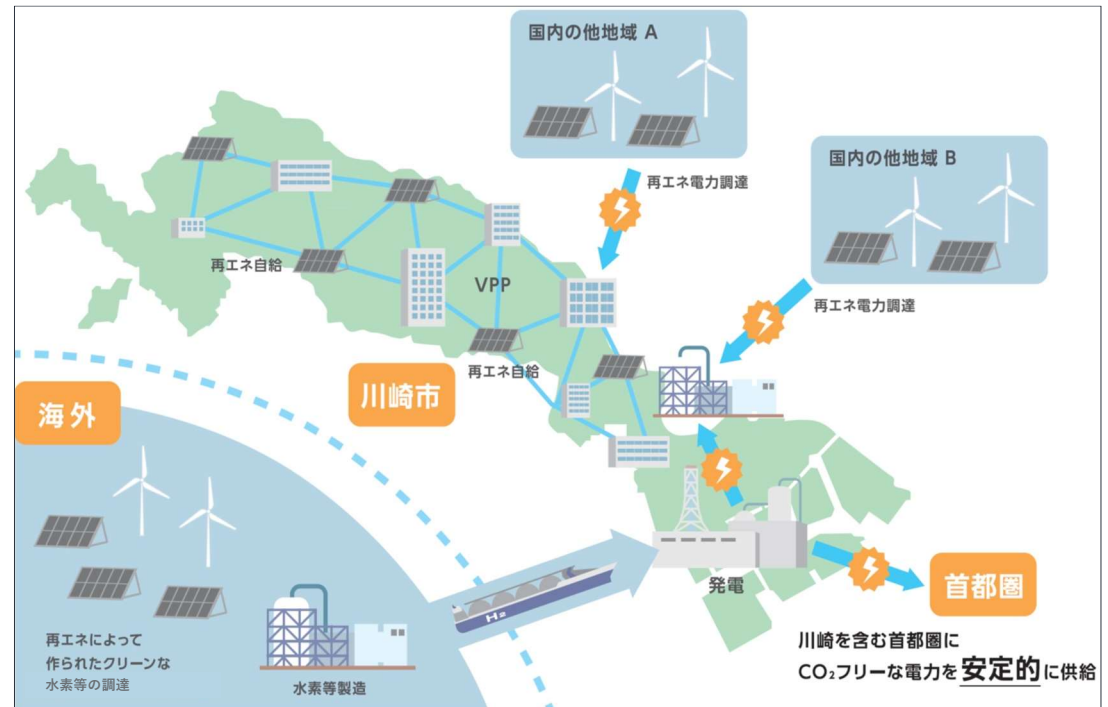 国内の他地域 A
国内の他地域 B
再エネ電力調達
再エネ電力調達
再エネ自給
VPP
再エネ自給
川崎市
海外
H₂
発電
首都圏
再エネによって
作られたクリーンな
水素等の調達
水素等製造
川崎を含む首都圏に
CO₂フリーな電力を安定的に供給